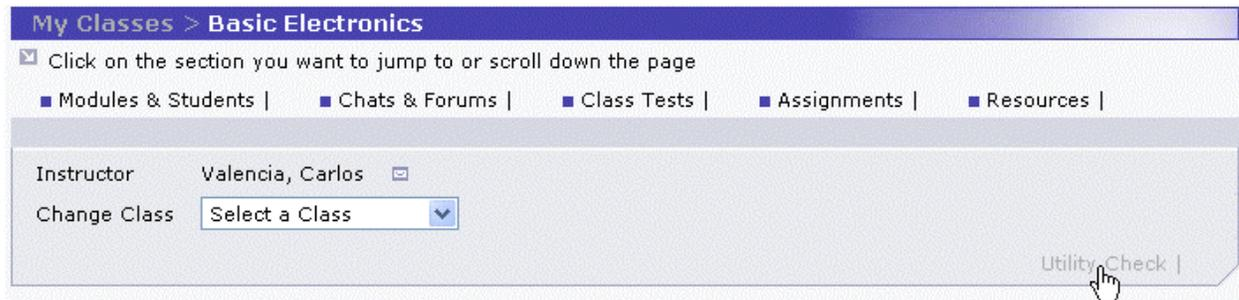 My Classes > Basic Electronics
Click on the section you want to jump to or scroll down the page
Modules & Students | Chats & Forums | Class Tests | Assignments | Resources |
Instructor Valencia, Carlos
Change Class Select a Class
Utility Check |